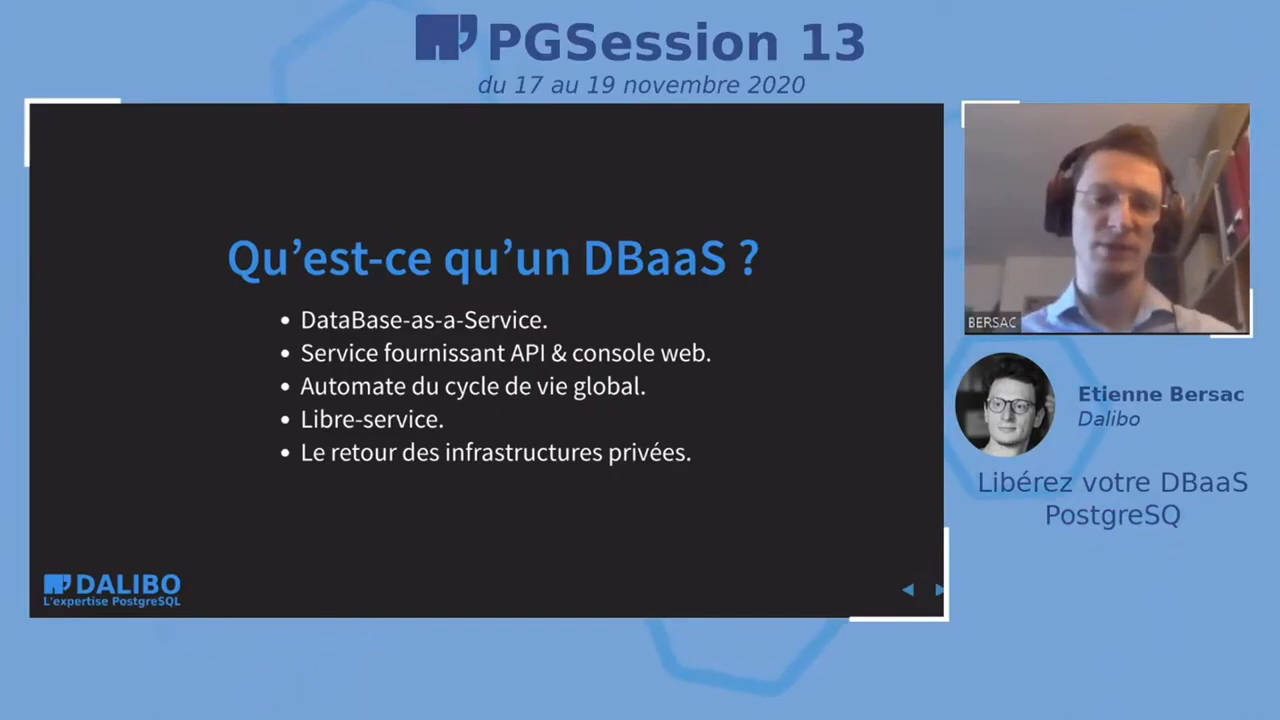 PGSession 13
du 17 au 19 novembre 2020
Qu’est-ce qu’un DBaaS ?
• DataBase-as-a-Service.
• Service fournissant API & console web.
• Automate du cycle de vie global.
• Libre-service.
• Le retour des infrastructures privées.
DALIBO
L'expertise PostgreSQL
BERSAC
Etienne Bersac
Dalibo
Libérez votre DBaaS
PostgreSQ